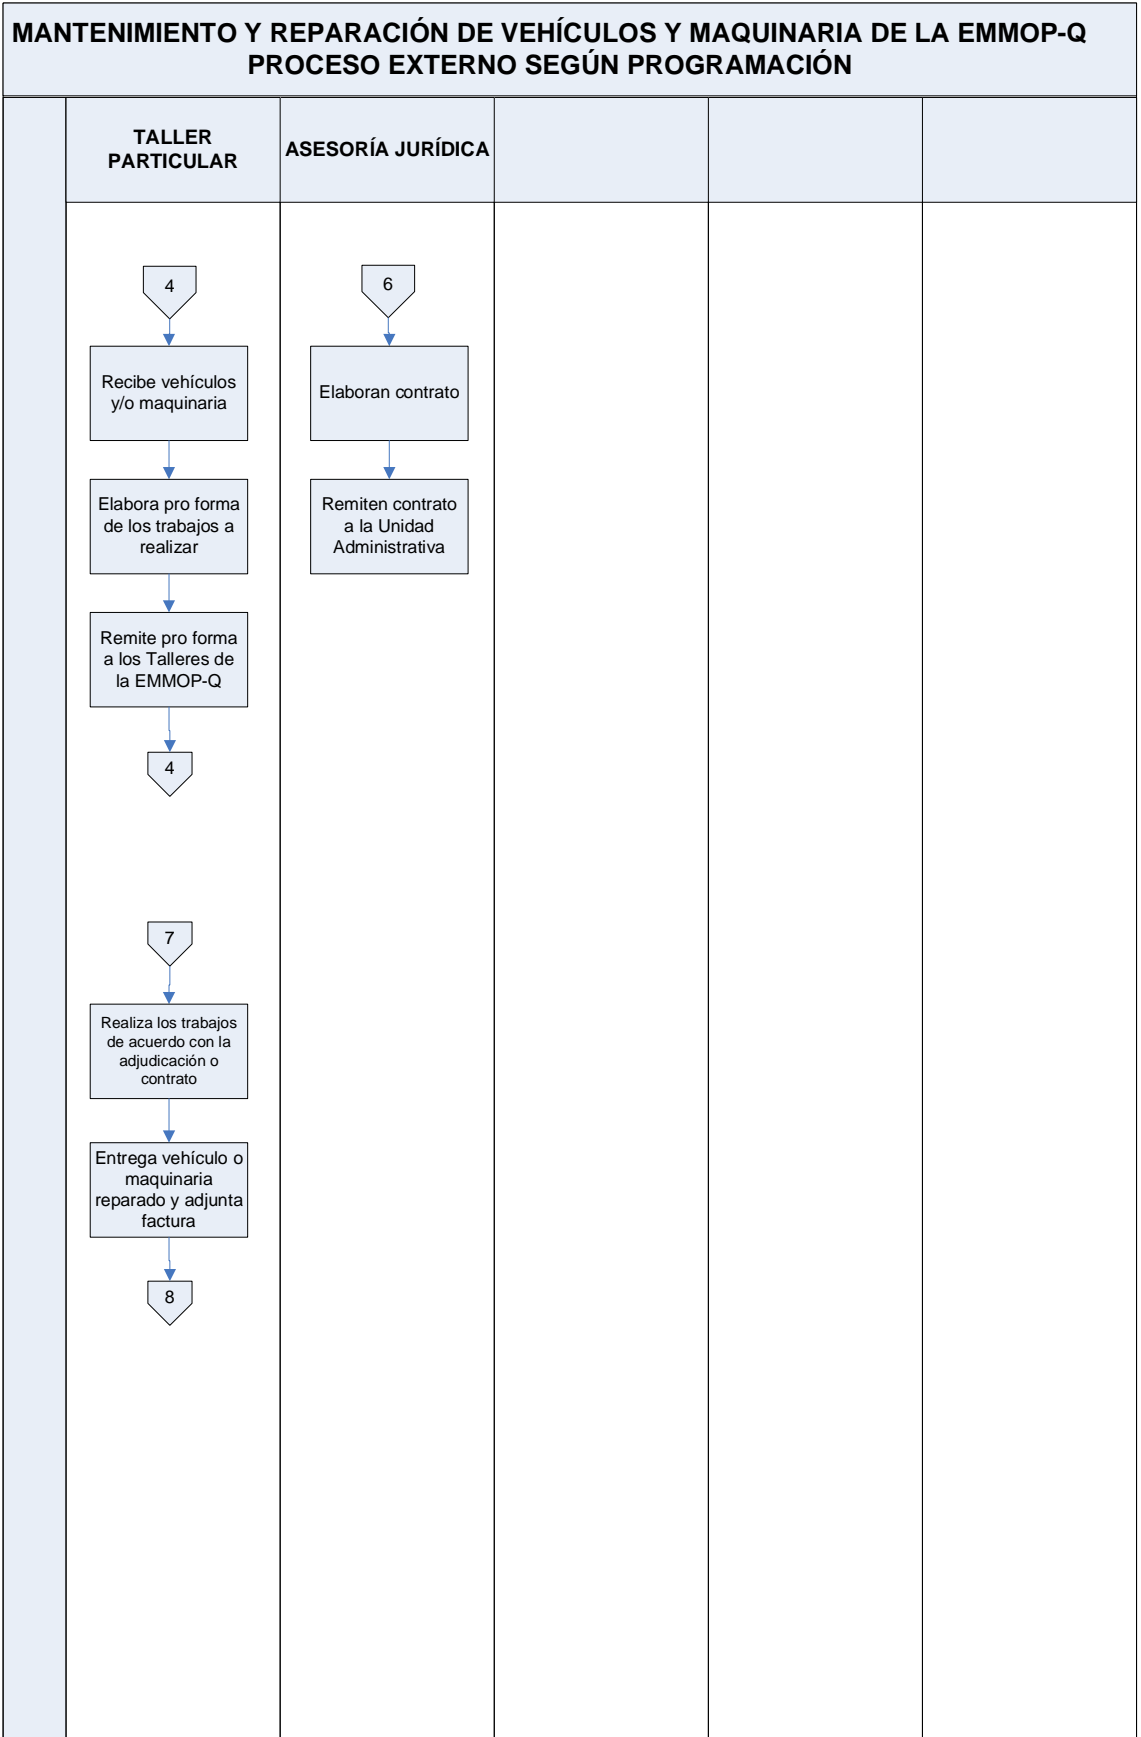 MANTENIMIENTO Y REPARACIÓN DE VEHÍCULOS Y MAQUINARIA DE LA EMMOP-Q
PROCESO EXTERNO SEGÚN PROGRAMACIÓN
TALLER
PARTICULAR
ASESORÍA JURÍDICA
4
Recibe vehículos
y/o maquinaria
Elabora pro forma
de los trabajos a
realizar
Remite pro forma
a los Talleres de
la EMMOP-Q
4
7
Realiza los trabajos
de acuerdo con la
adjudicación o
contrato
Entrega vehículo o
maquinaria
reparado y adjunta
factura
8
6
Elaboran contrato
Remiten contrato
a la Unidad
Administrativa